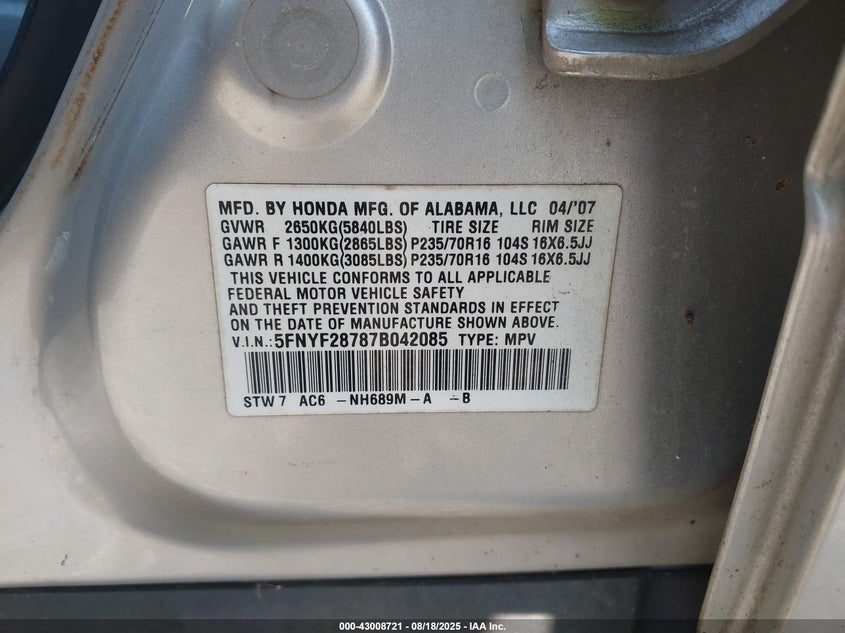 MFD. BY HONDA MFG. OF ALABAMA, LLC 04/'07
GVWR 2650KG(5840LBS) TIRE SIZE RIM SIZE
GAWR F 1300KG(2865LBS) P235/70R16 104S 16X6.5JJ
GAWR R 1400KG(3085LBS) P235/70R16 104S 16X6.5JJ
THIS VEHICLE CONFORMS TO ALL APPLICABLE
FEDERAL MOTOR VEHICLE SAFETY
AND THEFT PREVENTION STANDARDS IN EFFECT
ON THE DATE OF MANUFACTURE SHOWN ABOVE.
V.I.N.: 5FNYF28787B042085 TYPE: MPV
STW7 AC6 -NH689M-A -B
000-43008721 - 08/18/2025 - IAA Inc.